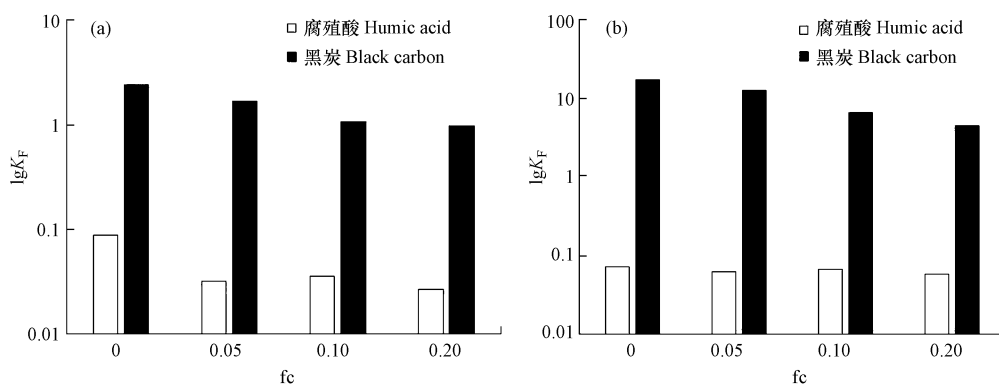 (a)
腐殖酸 Humic acid
黑炭 Black carbon
10
1
0.1
0.01
lgKF
0
0.05
0.10
0.20
fc
(b)
腐殖酸 Humic acid
黑炭 Black carbon
100
10
1
0.1
0.01
lgKF
0
0.05
0.10
0.20
fc